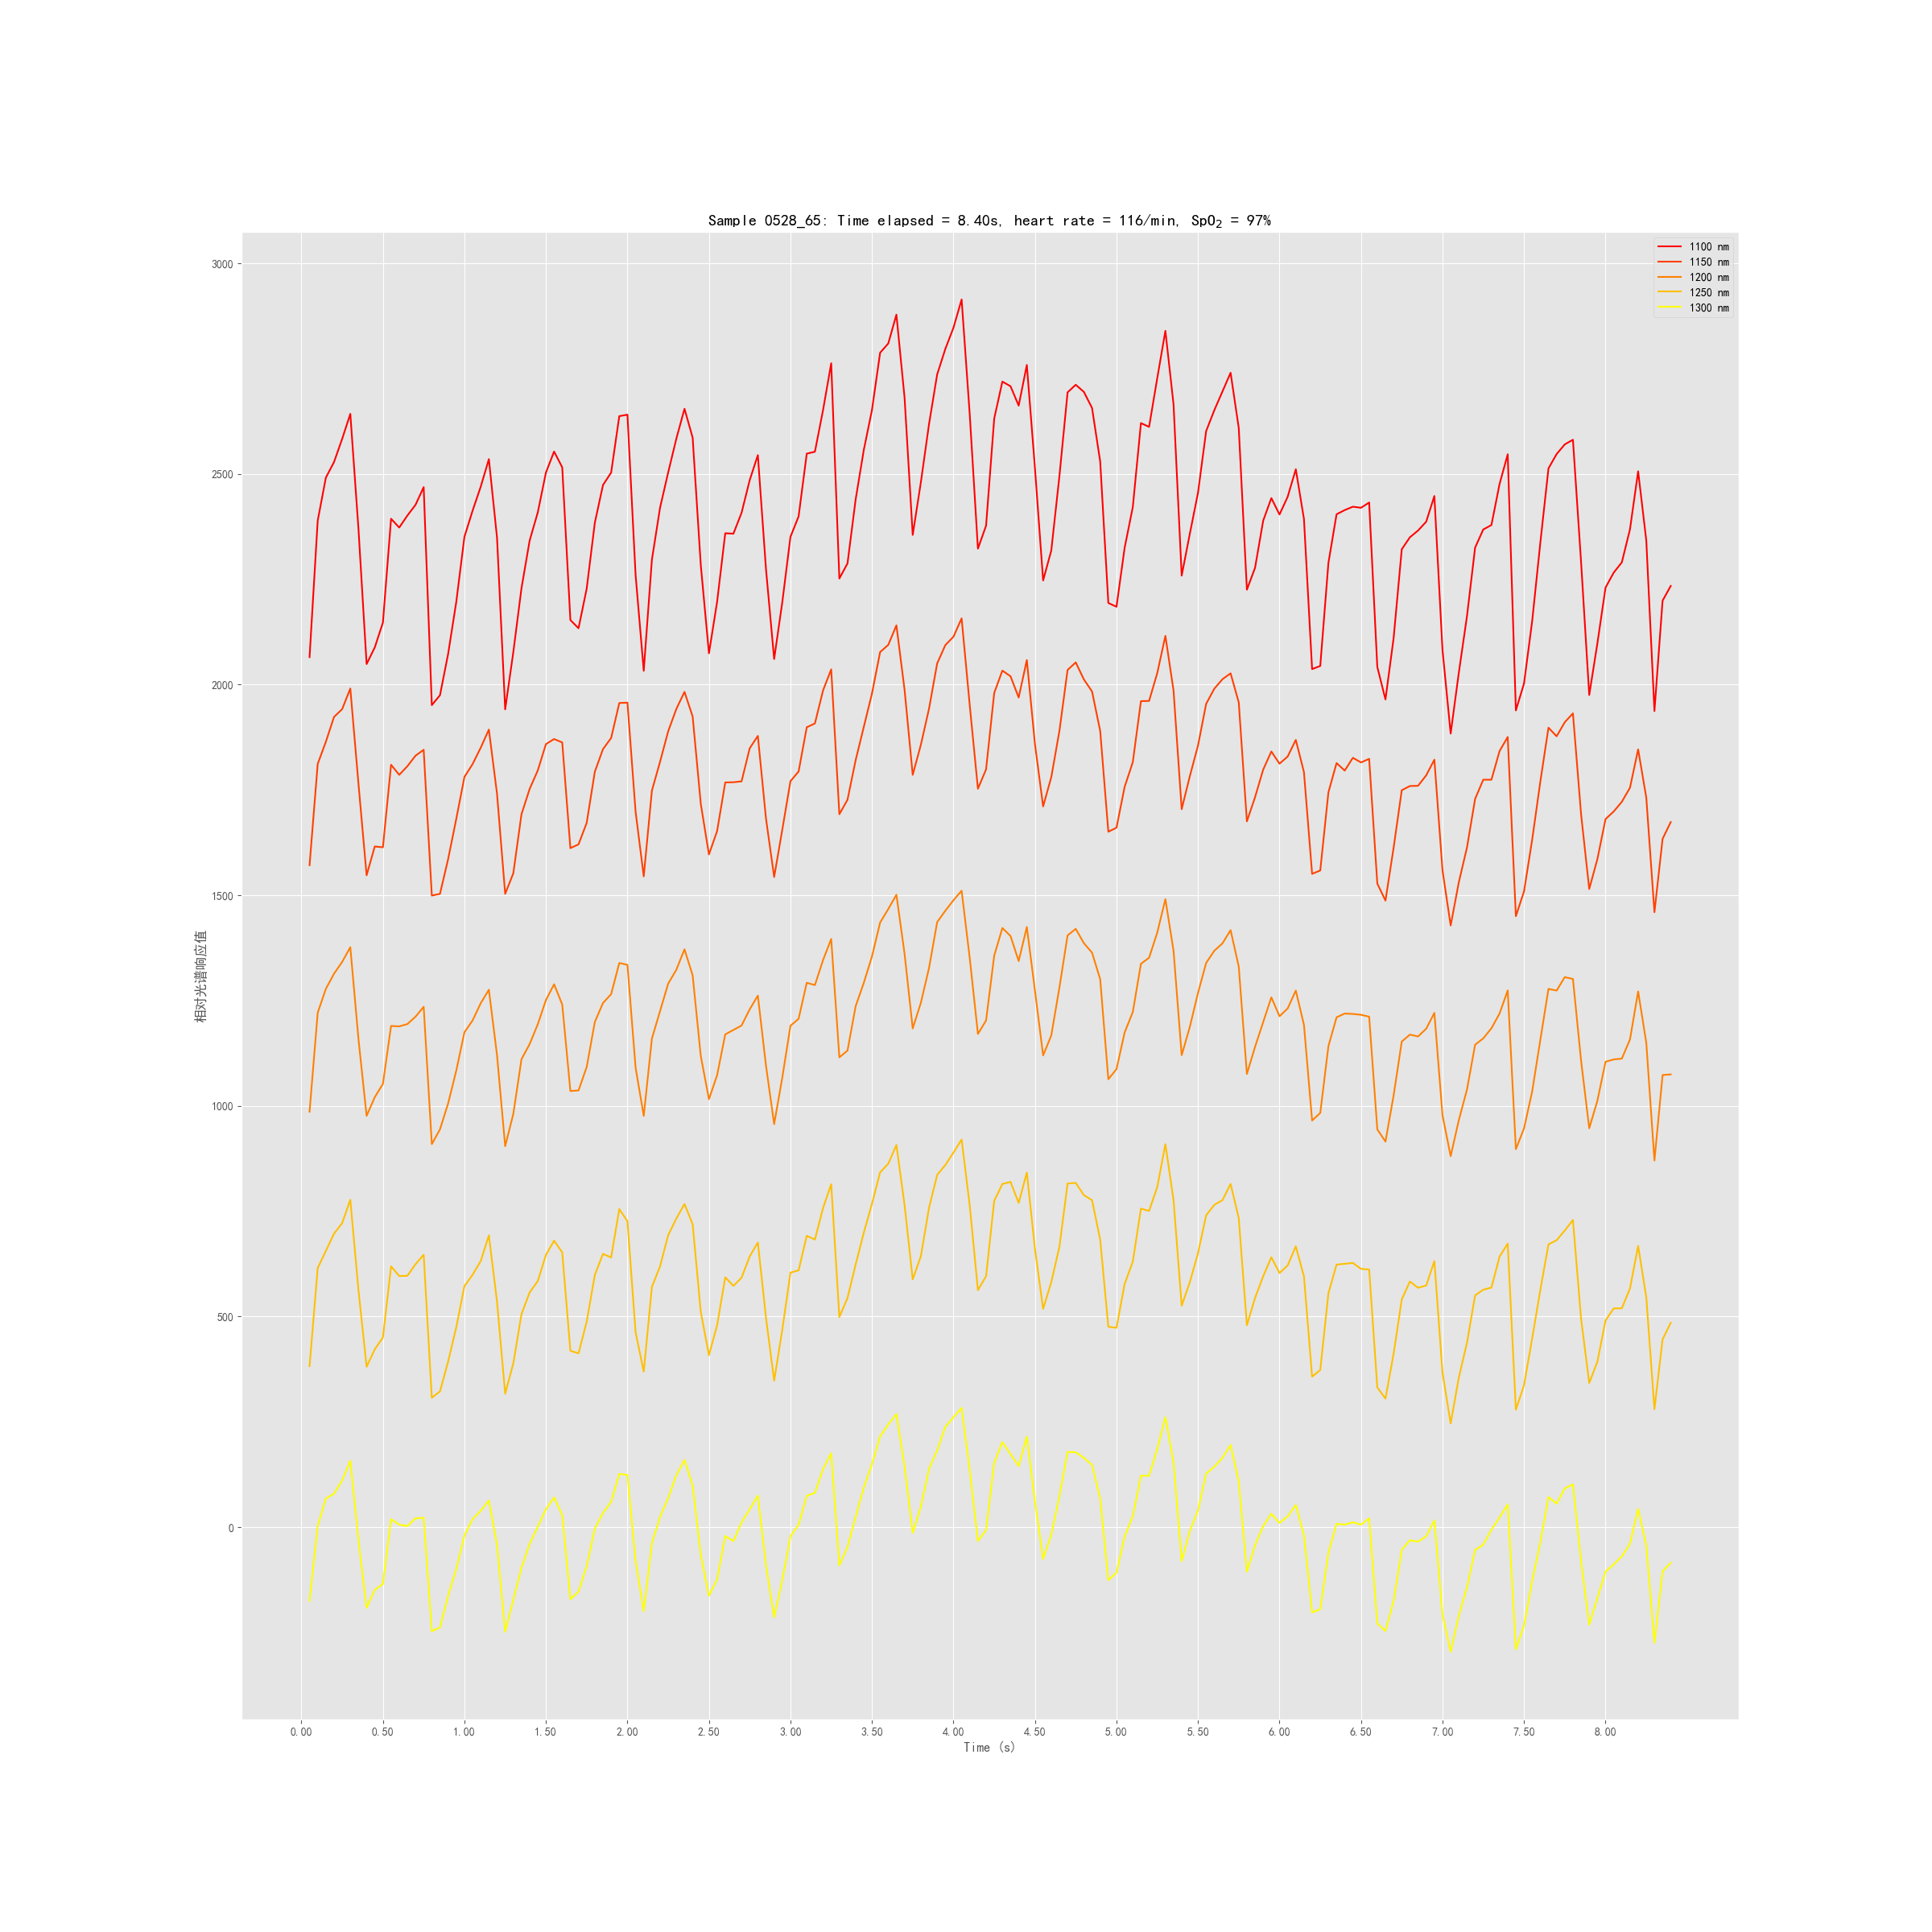 Sample 0528_65: Time elapsed = 8.40s, heart rate = 116/min, SpO₂ = 97%
1100 nm
1150 nm
1200 nm
1250 nm
1300 nm
3000
2500
2000
1500
1000
500
0
相对光谱响应值
0.00 0.50 1.00 1.50 2.00 2.50 3.00 3.50 4.00 4.50 5.00 5.50 6.00 6.50 7.00 7.50 8.00
Time (s)